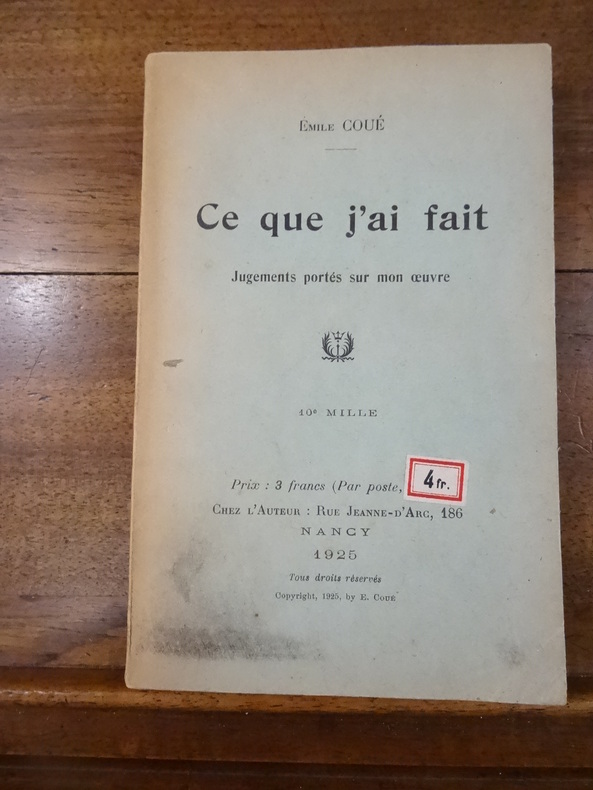 Émile COUÉ
Ce que j'ai fait
Jugements portés sur mon œuvre
10e MILLE
Prix : 3 francs (Par poste, 4 fr.
Chez l'Auteur : Rue Jeanne-d'Arc, 186
NANCY
1925
Tous droits réservés
Copyright, 1925, by E. Coué